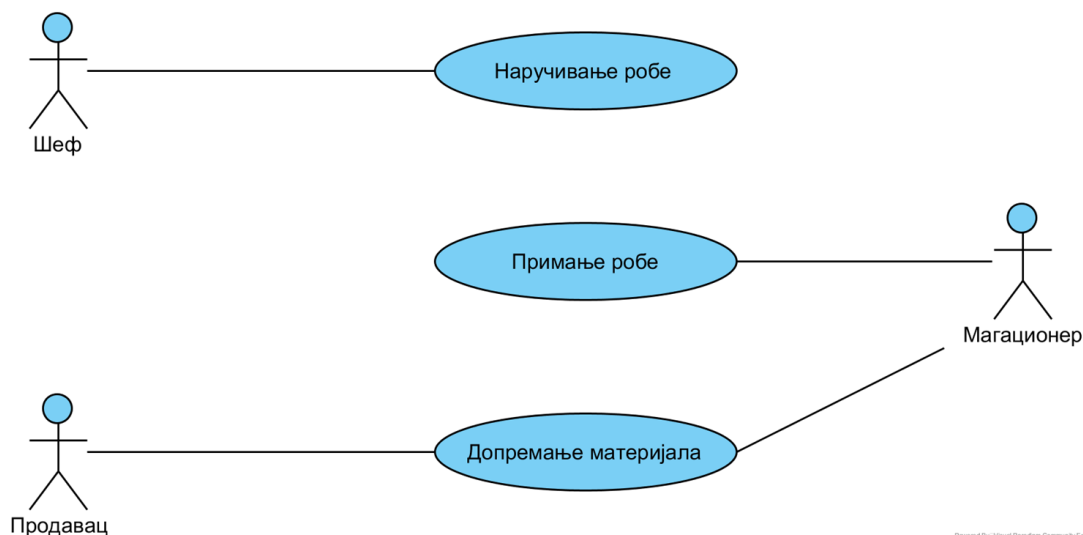 Наручивање робе
Шеф
Примање робе
Магационер
Допремање материјала
Продавац